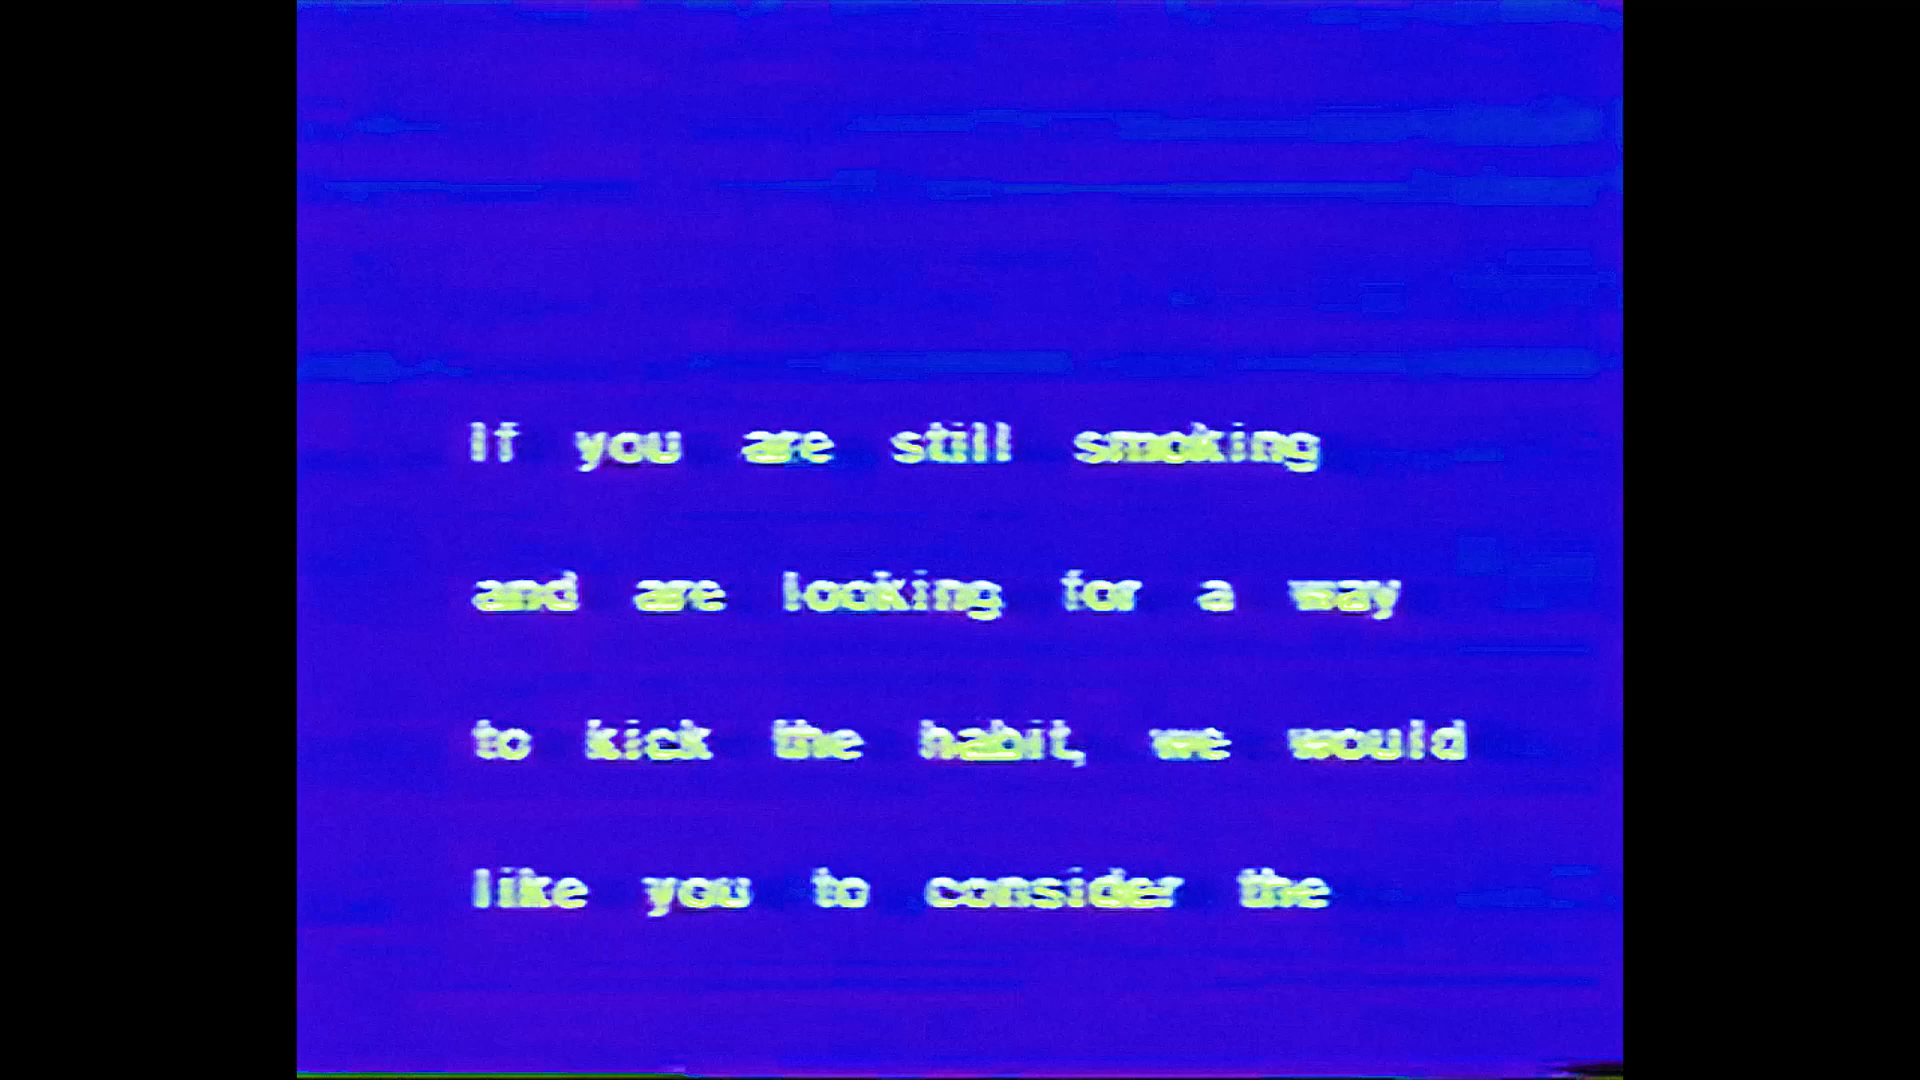 If you are still smoking
and are looking for a way
to kick the habit, we would
like you to consider the